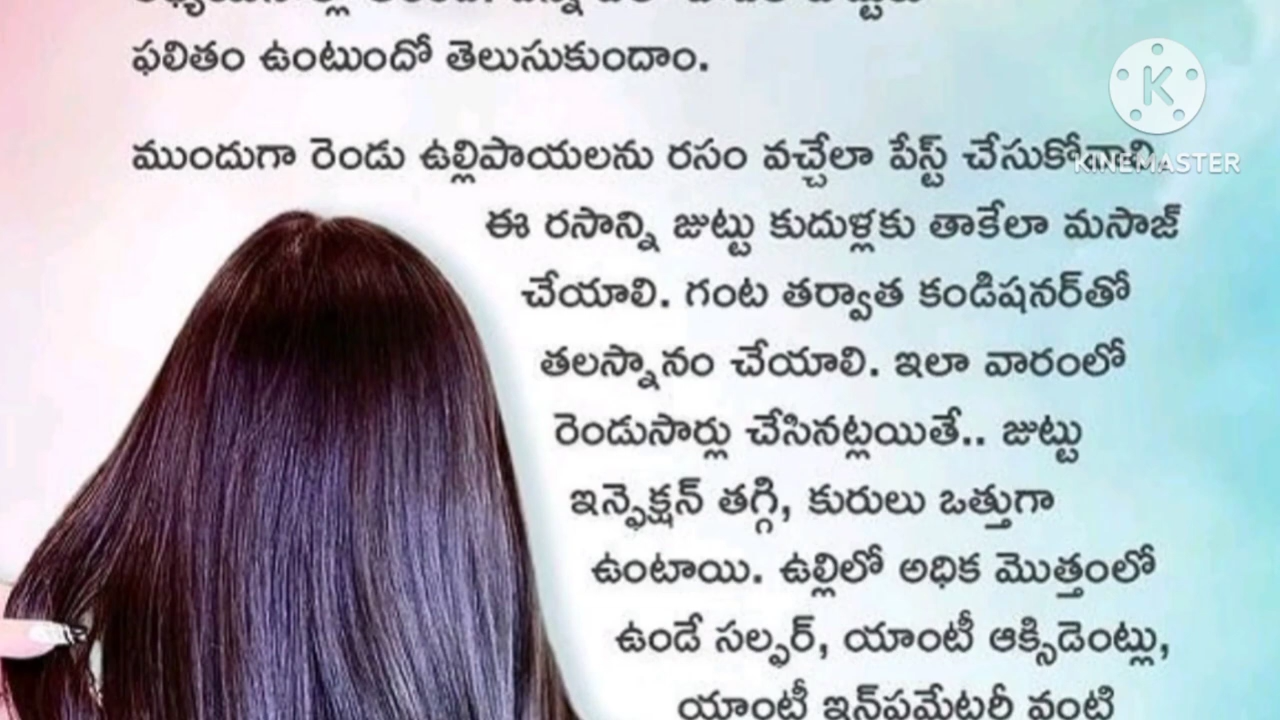 ఫలితం ఉంటుందో తెలుసుకుందాం.
ముందుగా రెండు ఉల్లిపాయలను రసం వచ్చేలా పేస్ట్ చేసుకోవాలి.
KINEMASTER
ఈ రసాన్ని జుట్టు కుదుళ్లకు తాకేలా మసాజ్
చేయాలి. గంట తర్వాత కండిషనర్‌తో
తలస్నానం చేయాలి. ఇలా వారంలో
రెండుసార్లు చేసినట్లయితే.. జుట్టు
ఇన్ఫెక్షన్ తగ్గి, కురులు ఒత్తుగా
ఉంటాయి. ఉల్లిలో అధిక మొత్తంలో
ఉండే సల్ఫర్, యాంటీ ఆక్సిడెంట్లు,
యాంటీ ఇన్‌ఫ్లమేటరీ వంటి